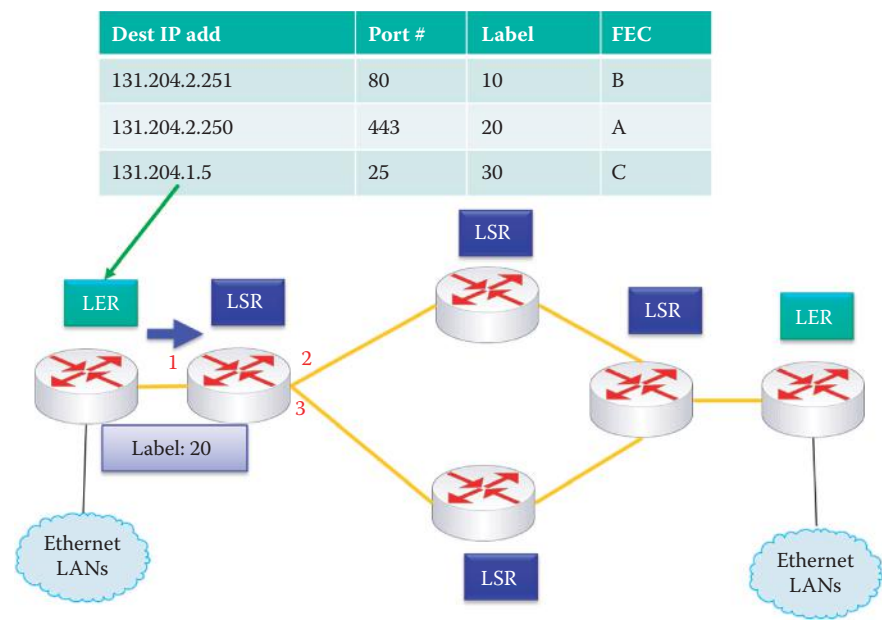 Dest IP add Port # Label FEC
131.204.2.251 80 10 B
131.204.2.250 443 20 A
131.204.1.5 25 30 C
LSR
LER LSR LSR LER
1 2
3
Label: 20
Ethernet
LANs
LSR
Ethernet
LANs